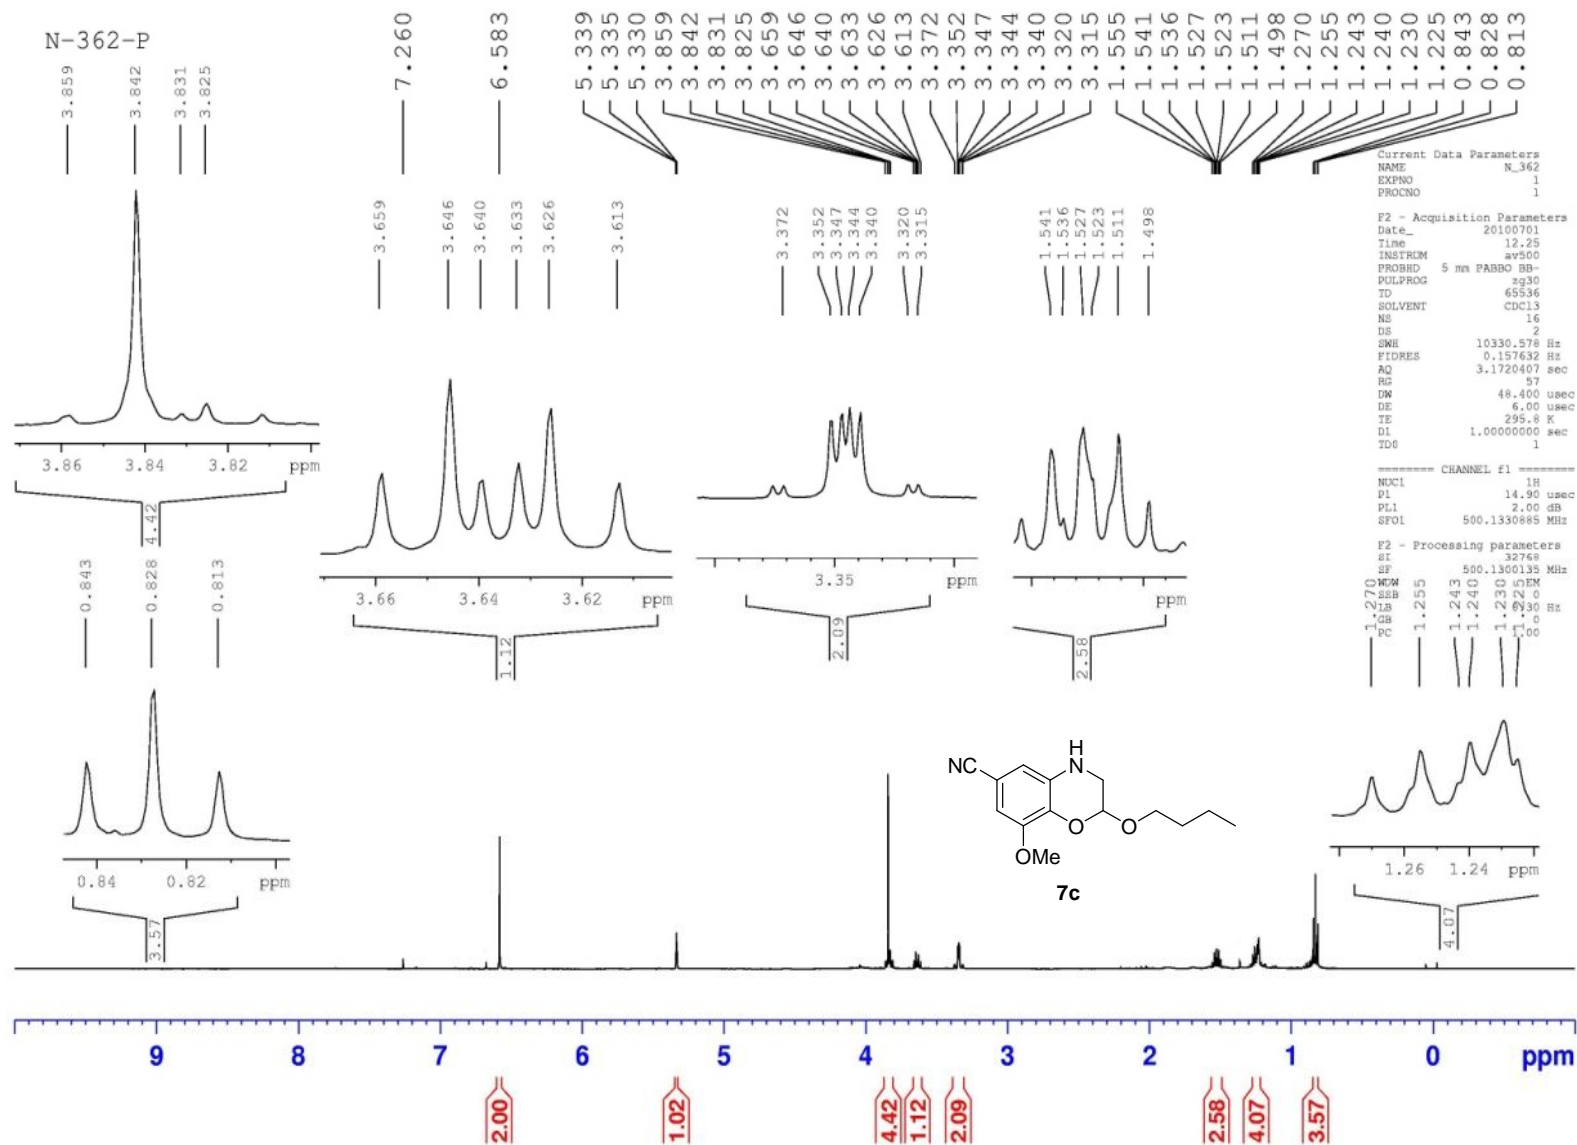 N-362-P
7.260
6.583
5.339
5.335
5.330
3.859
3.842
3.831
3.825
3.659
3.646
3.640
3.633
3.626
3.613
3.372
3.352
3.347
3.344
3.340
3.320
3.315
1.555
1.541
1.536
1.527
1.523
1.511
1.498
1.270
1.255
1.243
1.240
1.230
1.225
0.843
0.828
0.813
3.859
3.842
3.831
3.825
3.86 3.84 3.82 ppm
4.42
3.659
3.646
3.640
3.633
3.626
3.613
3.66 3.64 3.62 ppm
1.12
3.372
3.352
3.347
3.344
3.340
3.320
3.315
3.35 ppm
2.09
1.541
1.536
1.527
1.523
1.511
1.498
ppm
2.58
Current Data Parameters
NAME N_362
EXPNO 1
PROCNO 1
F2 - Acquisition Parameters
Date_ 20100701
Time 12.25
INSTRUM av500
PROBHD 5 mm PABBO BB-
PULPROG zg30
TD 65536
SOLVENT CDCl3
NS 16
DS 2
SWH 10330.578 Hz
FIDRES 0.157632 Hz
AQ 3.1720407 sec
RG 57
DW 48.400 usec
DE 6.00 usec
TE 295.8 K
D1 1.00000000 sec
TD0 1
======== CHANNEL f1 ========
NUC1 1H
P1 14.90 usec
PL1 2.00 dB
SFO1 500.1330885 MHz
F2 - Processing parameters
SI 32768
SF 500.1300135 MHz
WDW EM
SSB 0
LB 0.30 Hz
GB 0
PC 1.00
1.270
1.255
1.243
1.240
1.230
1.225
1.26 1.24 ppm
4.07
0.843
0.828
0.813
0.84 0.82 ppm
3.57
NC
H
N
O
O
OMe
7c
9 8 7 6 5 4 3 2 1 0 ppm
2.00
1.02
4.42
1.12
2.09
2.58
4.07
3.57